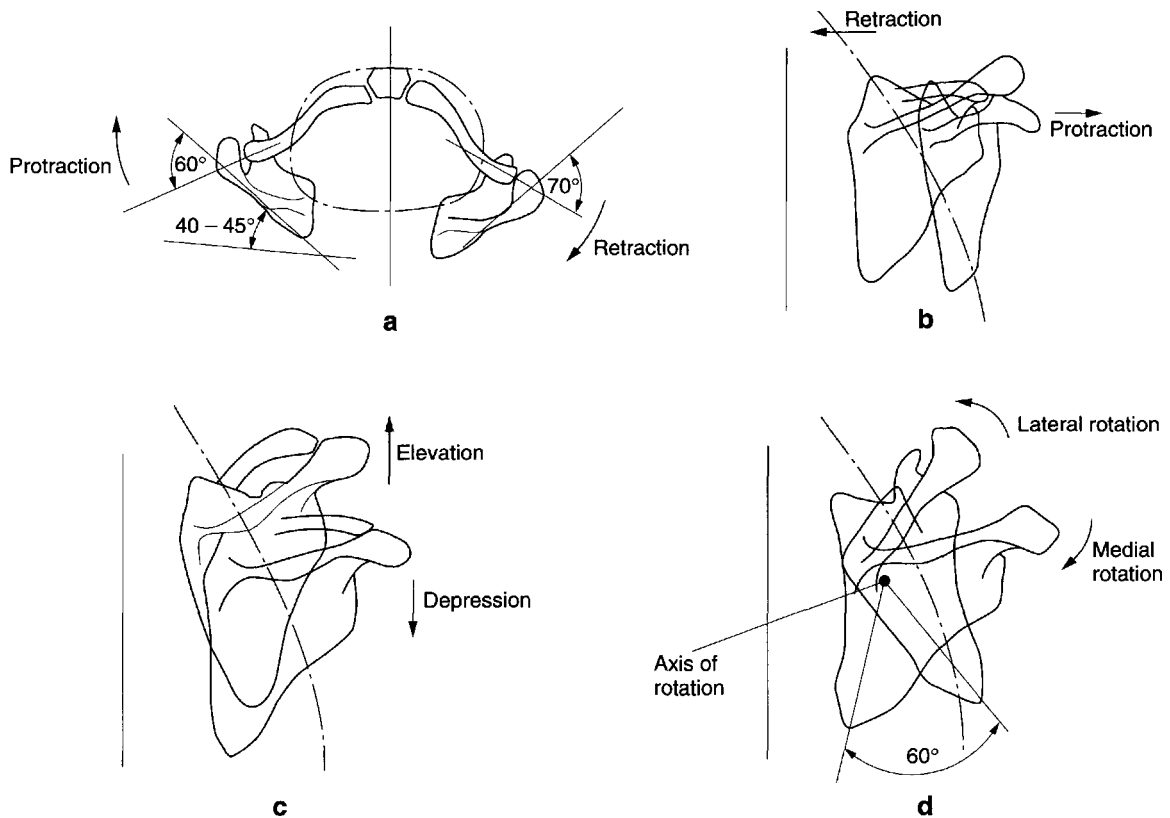 Protraction
60°
40 – 45°
70°
Retraction
a
Retraction
Protraction
b
Elevation
Depression
c
Lateral rotation
Medial
rotation
Axis of
rotation
60°
d